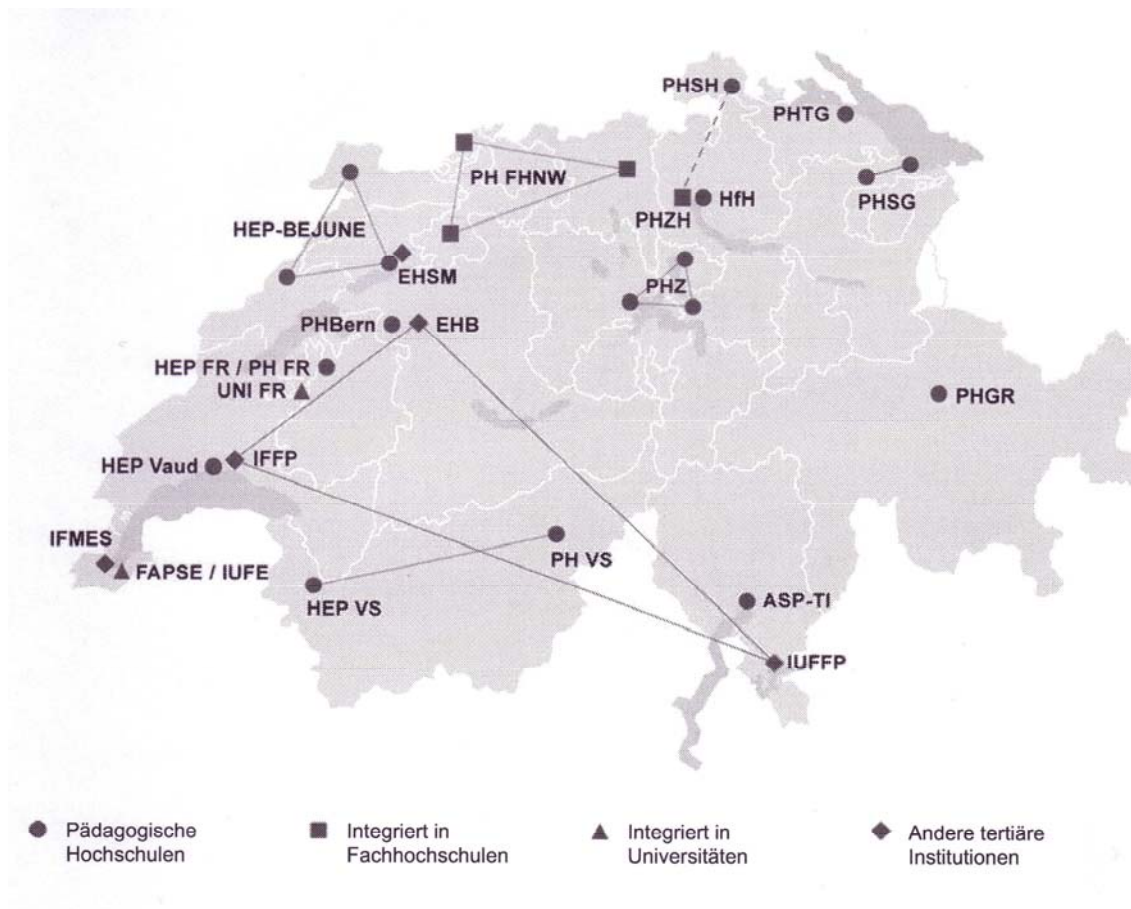 PHSH
PHTG
PH FHNW
PHSG
HfH
PHZH
HEP-BEJUNE
EHSM
PHZ
PHBern
EHB
HEP FR / PH FR
UNI FR
PHGR
HEP Vaud
IFFP
IFMES
FAPSE / IUFE
PH VS
HEP VS
ASP-TI
IUFFP
Pädagogische
Hochschulen
Integriert in
Fachhochschulen
Integriert in
Universitäten
Andere tertiäre
Institutionen